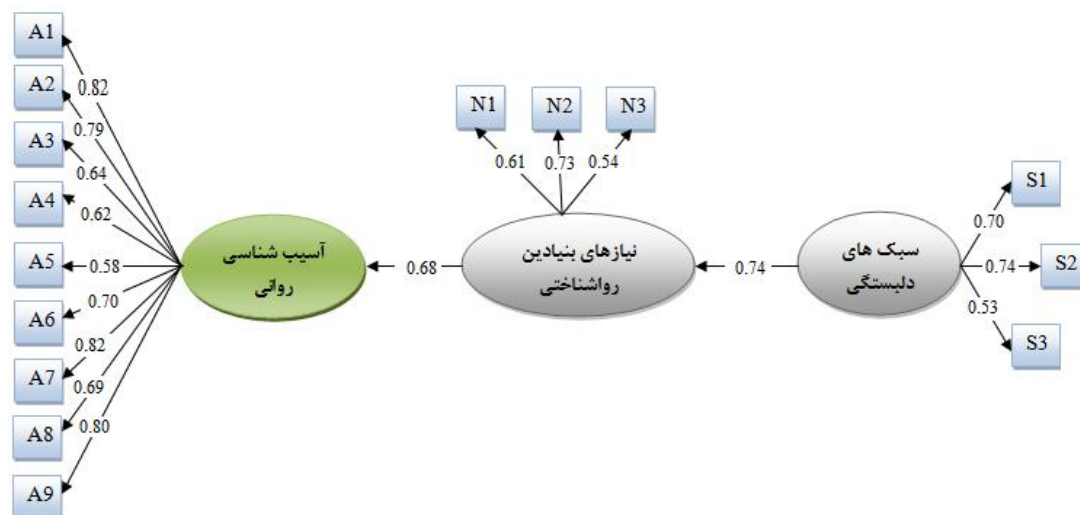 A1
A2
A3
A4
A5
A6
A7
A8
A9
0.82
0.79
0.64
0.62
0.58
0.70
0.82
0.69
0.80
آسیب شناسی
روانی
0.68
N1
N2
N3
0.61
0.73
0.54
نیازهای بنیادین
رواشناختی
0.74
سبک های
دلبستگی
0.70
0.74
0.53
S1
S2
S3